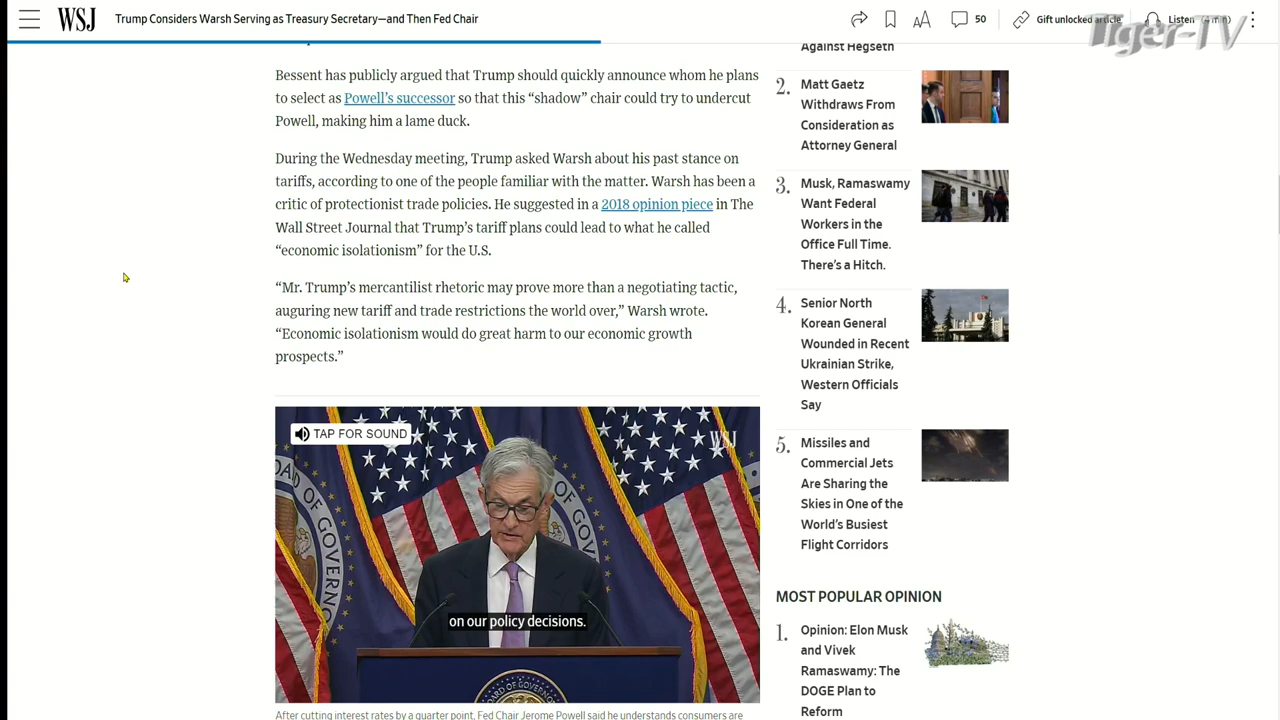 WSJ
Trump Considers Warsh Serving as Treasury Secretary—and Then Fed Chair
50
Gift unlocked article
Listen
Tiger-TV
Bessent has publicly argued that Trump should quickly announce whom he plans
to select as Powell's successor so that this “shadow” chair could try to undercut
Powell, making him a lame duck.
During the Wednesday meeting, Trump asked Warsh about his past stance on
tariffs, according to one of the people familiar with the matter. Warsh has been a
critic of protectionist trade policies. He suggested in a 2018 opinion piece in The
Wall Street Journal that Trump’s tariff plans could lead to what he called
“economic isolationism” for the U.S.
“Mr. Trump’s mercantilist rhetoric may prove more than a negotiating tactic,
auguring new tariff and trade restrictions the world over,” Warsh wrote.
“Economic isolationism would do great harm to our economic growth
prospects.”
TAP FOR SOUND
WSJ
on our policy decisions.
BOARD OF GOVERNO
After cutting interest rates by a quarter point, Fed Chair Jerome Powell said he understands consumers are
Against Hegseth
2. Matt Gaetz
Withdraws From
Consideration as
Attorney General
3. Musk, Ramaswamy
Want Federal
Workers in the
Office Full Time.
There’s a Hitch.
4. Senior North
Korean General
Wounded in Recent
Ukrainian Strike,
Western Officials
Say
5. Missiles and
Commercial Jets
Are Sharing the
Skies in One of the
World’s Busiest
Flight Corridors
MOST POPULAR OPINION
1. Opinion: Elon Musk
and Vivek
Ramaswamy: The
DOGE Plan to
Reform